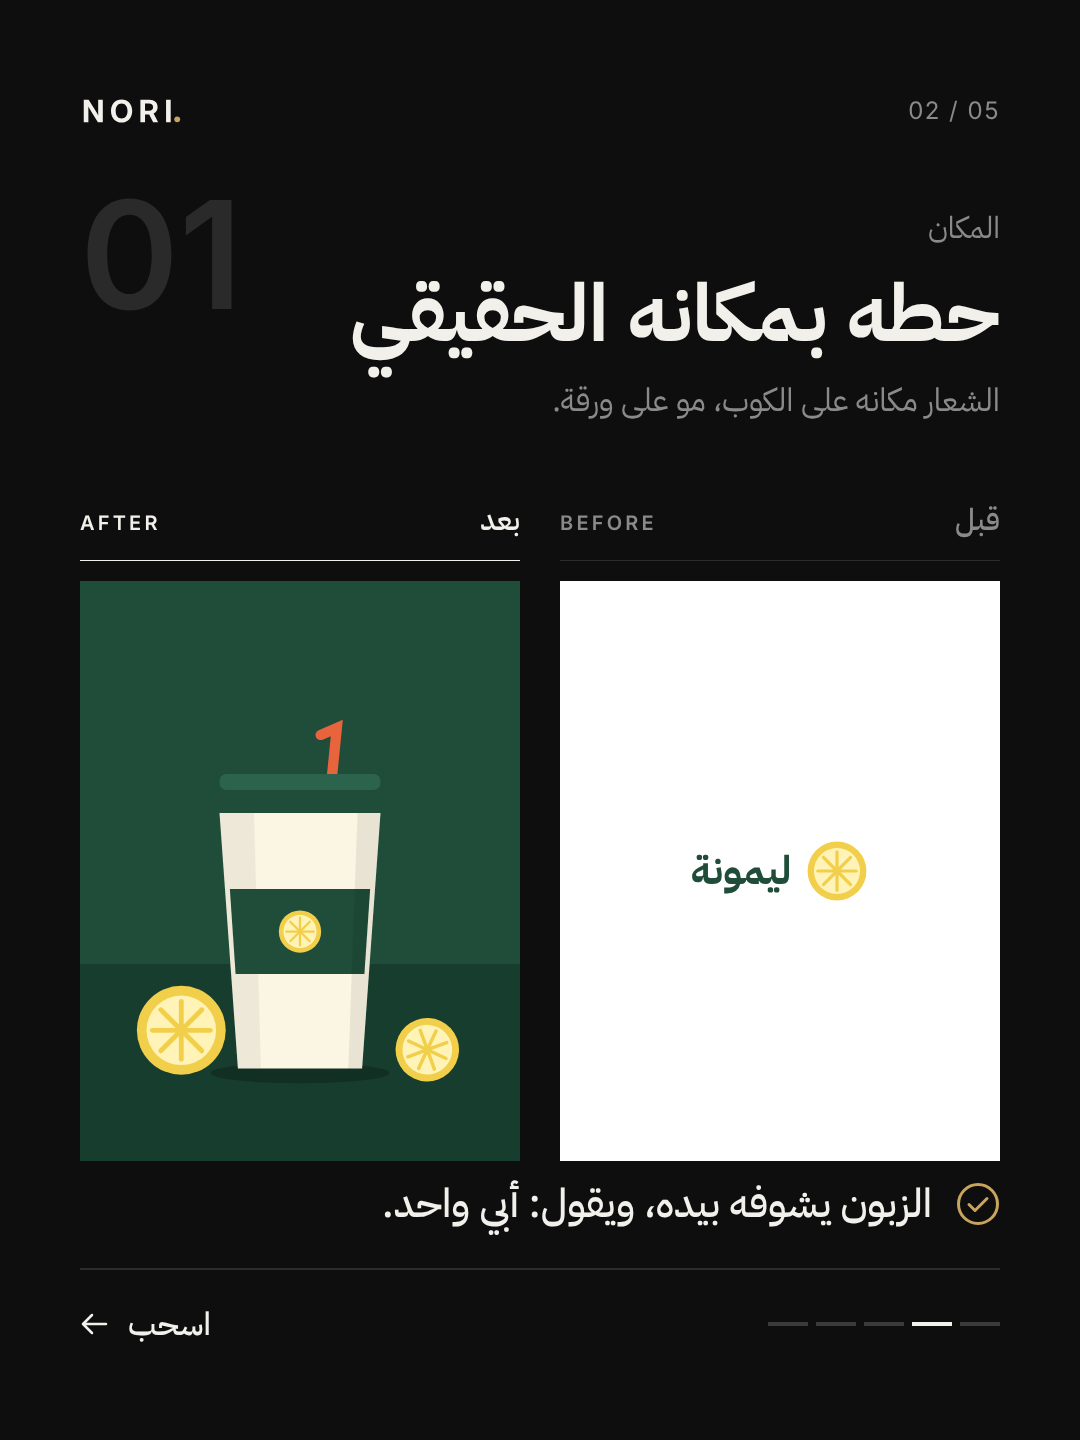 NORI.
02 / 05
01
المكان
حطه بمكانه الحقيقي
الشعار مكانه على الكوب، مو على ورقة.
قبل
BEFORE
بعد
AFTER
ليمونة
الزبون يشوفه بيده، ويقول: أبي واحد.
اسحب ←